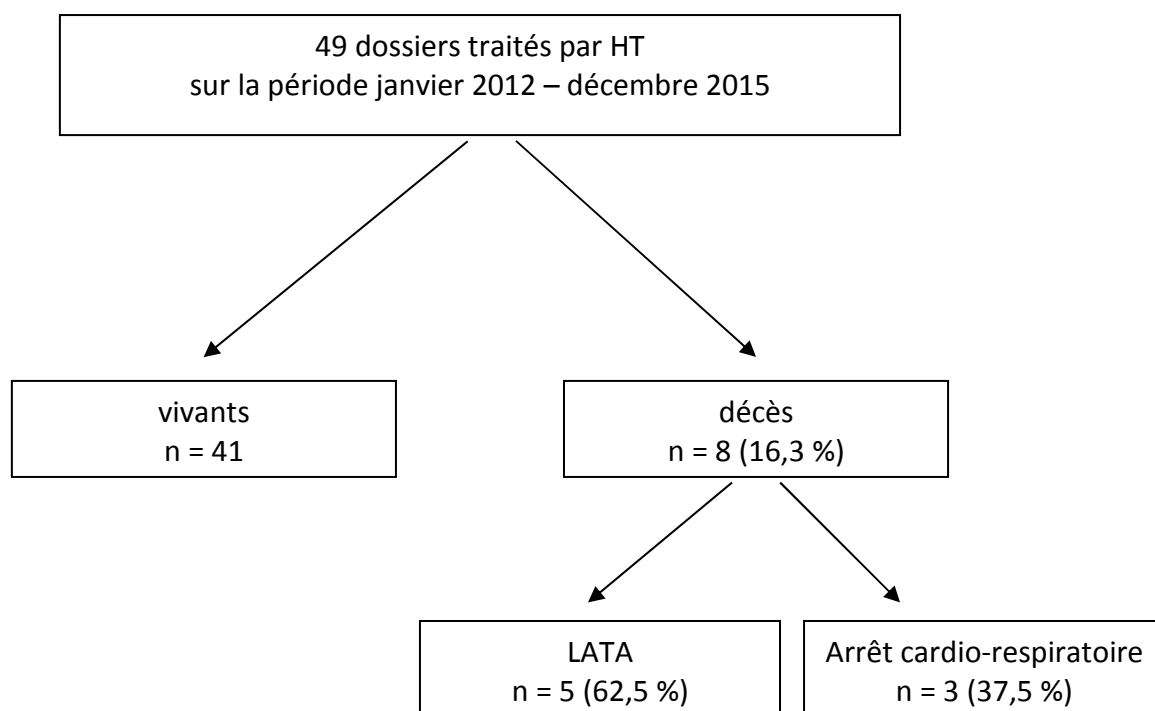 49 dossiers traités par HT
sur la période janvier 2012 – décembre 2015
vivants
n = 41
décès
n = 8 (16,3 %)
LATA
n = 5 (62,5 %)
Arrêt cardio-respiratoire
n = 3 (37,5 %)